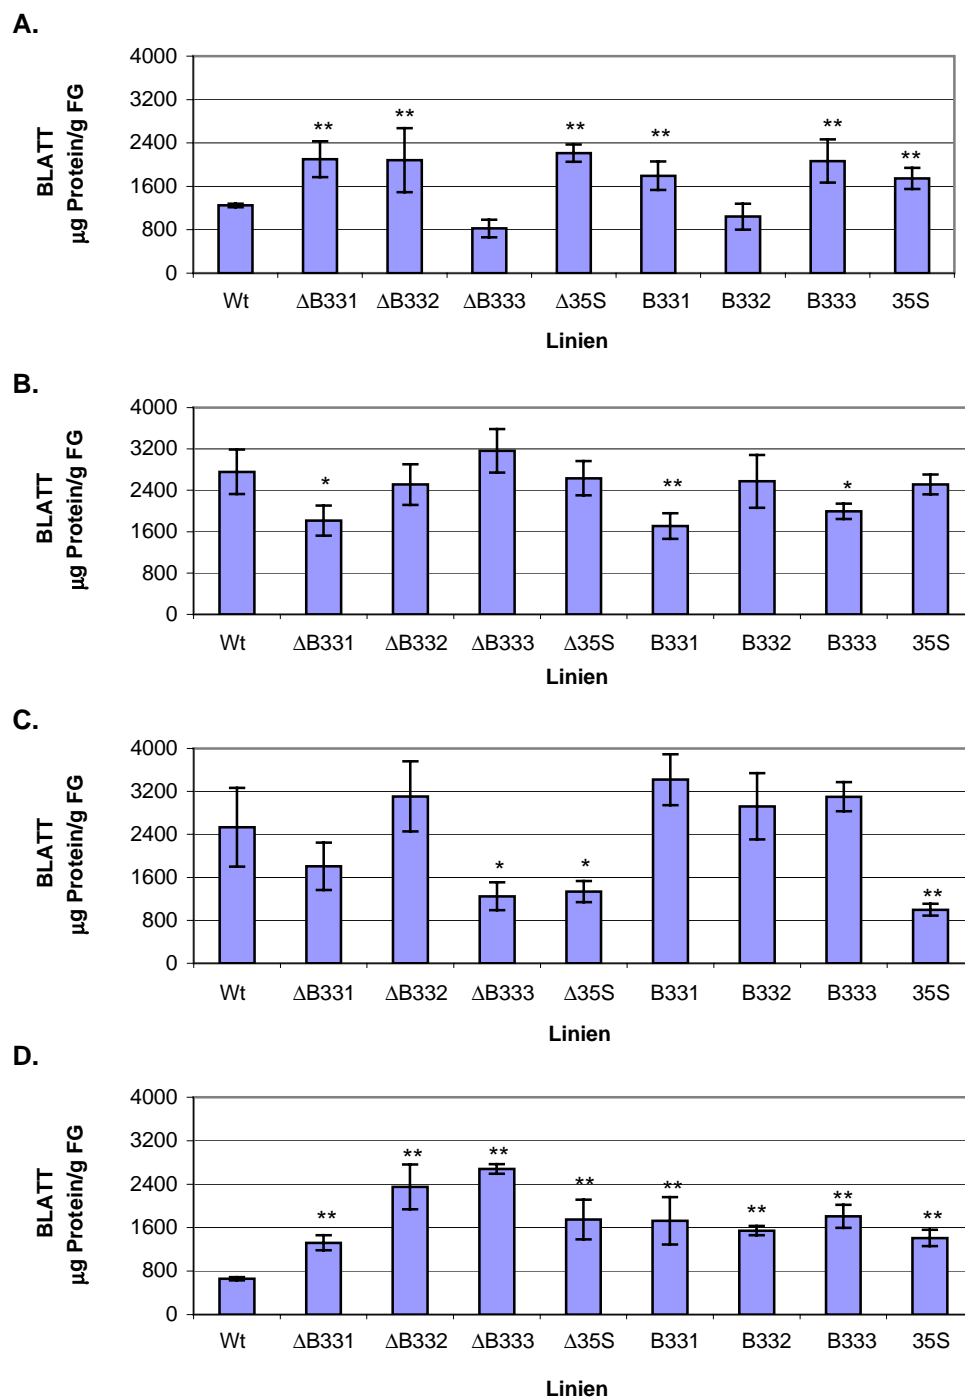 A.
BLATT
µg Protein/g FG
4000
3200
2400
1600
800
0
** ** ** ** ** **
Wt ΔB331 ΔB332 ΔB333 Δ35S B331 B332 B333 35S
Linien
B.
BLATT
µg Protein/g FG
4000
3200
2400
1600
800
0
* ** *
Wt ΔB331 ΔB332 ΔB333 Δ35S B331 B332 B333 35S
Linien
C.
BLATT
µg Protein/g FG
4000
3200
2400
1600
800
0
* * **
Wt ΔB331 ΔB332 ΔB333 Δ35S B331 B332 B333 35S
Linien
D.
BLATT
µg Protein/g FG
4000
3200
2400
1600
800
0
** ** ** ** ** ** ** **
Wt ΔB331 ΔB332 ΔB333 Δ35S B331 B332 B333 35S
Linien